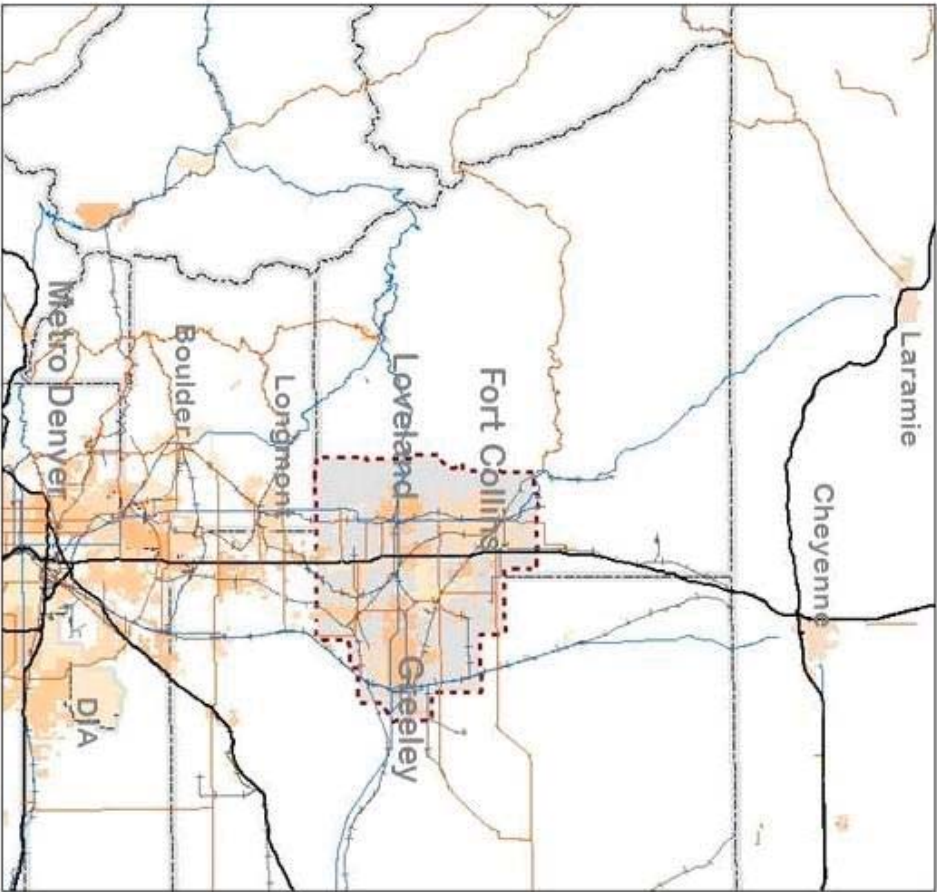 Laramie
Cheyenne
Fort Collins
Loveland
Greeley
Longmont
Boulder
Metro Denver
DIA